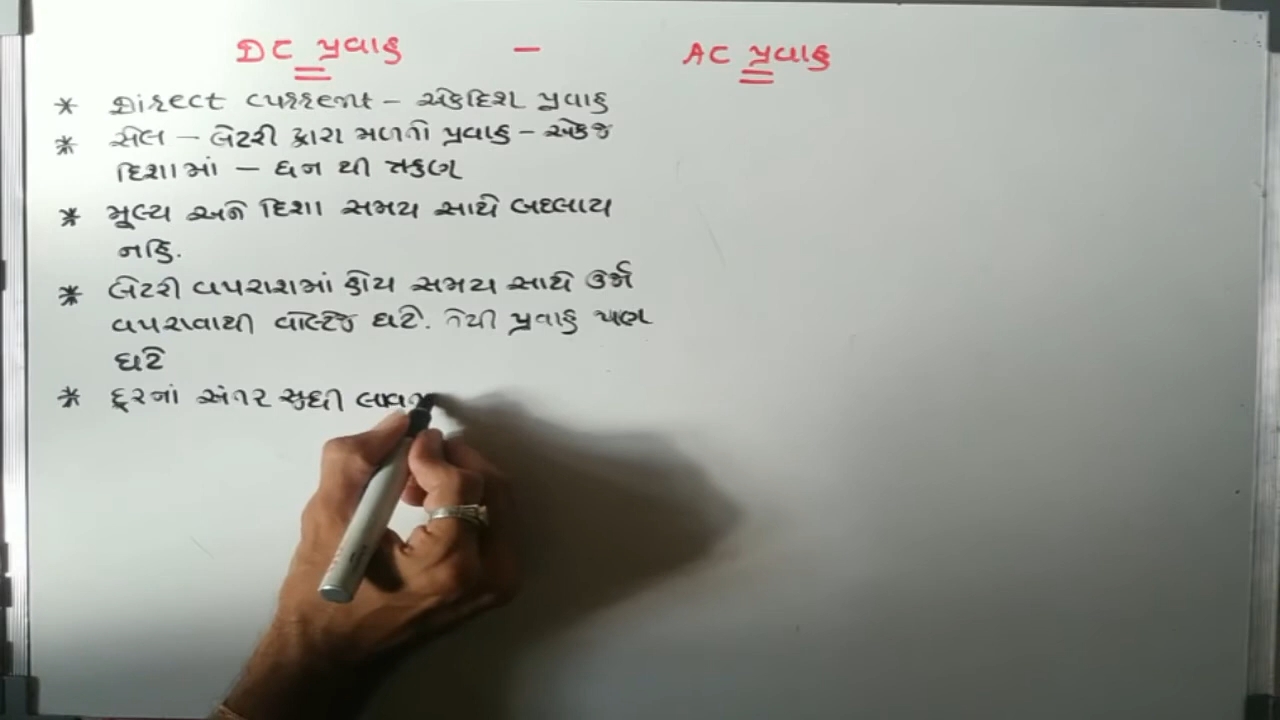 DC પ્રવાહ – AC પ્રવાહ
* Direct current – એકદિશ પ્રવાહ
* સેલ – બેટરી દ્વારા મળતો પ્રવાહ – એકજ
દિશામાં – ધન થી ઋણ
* મૂલ્ય અને દિશા સમય સાથે બદલાય
નહિ.
* બેટરી વપરાશમાં હોય સમય સાથે ઉર્જા
વપરાવાથી વોલ્ટેજ ઘટે. તેથી પ્રવાહ પણ
ઘટે
* દુરનાં અંતર સુધી